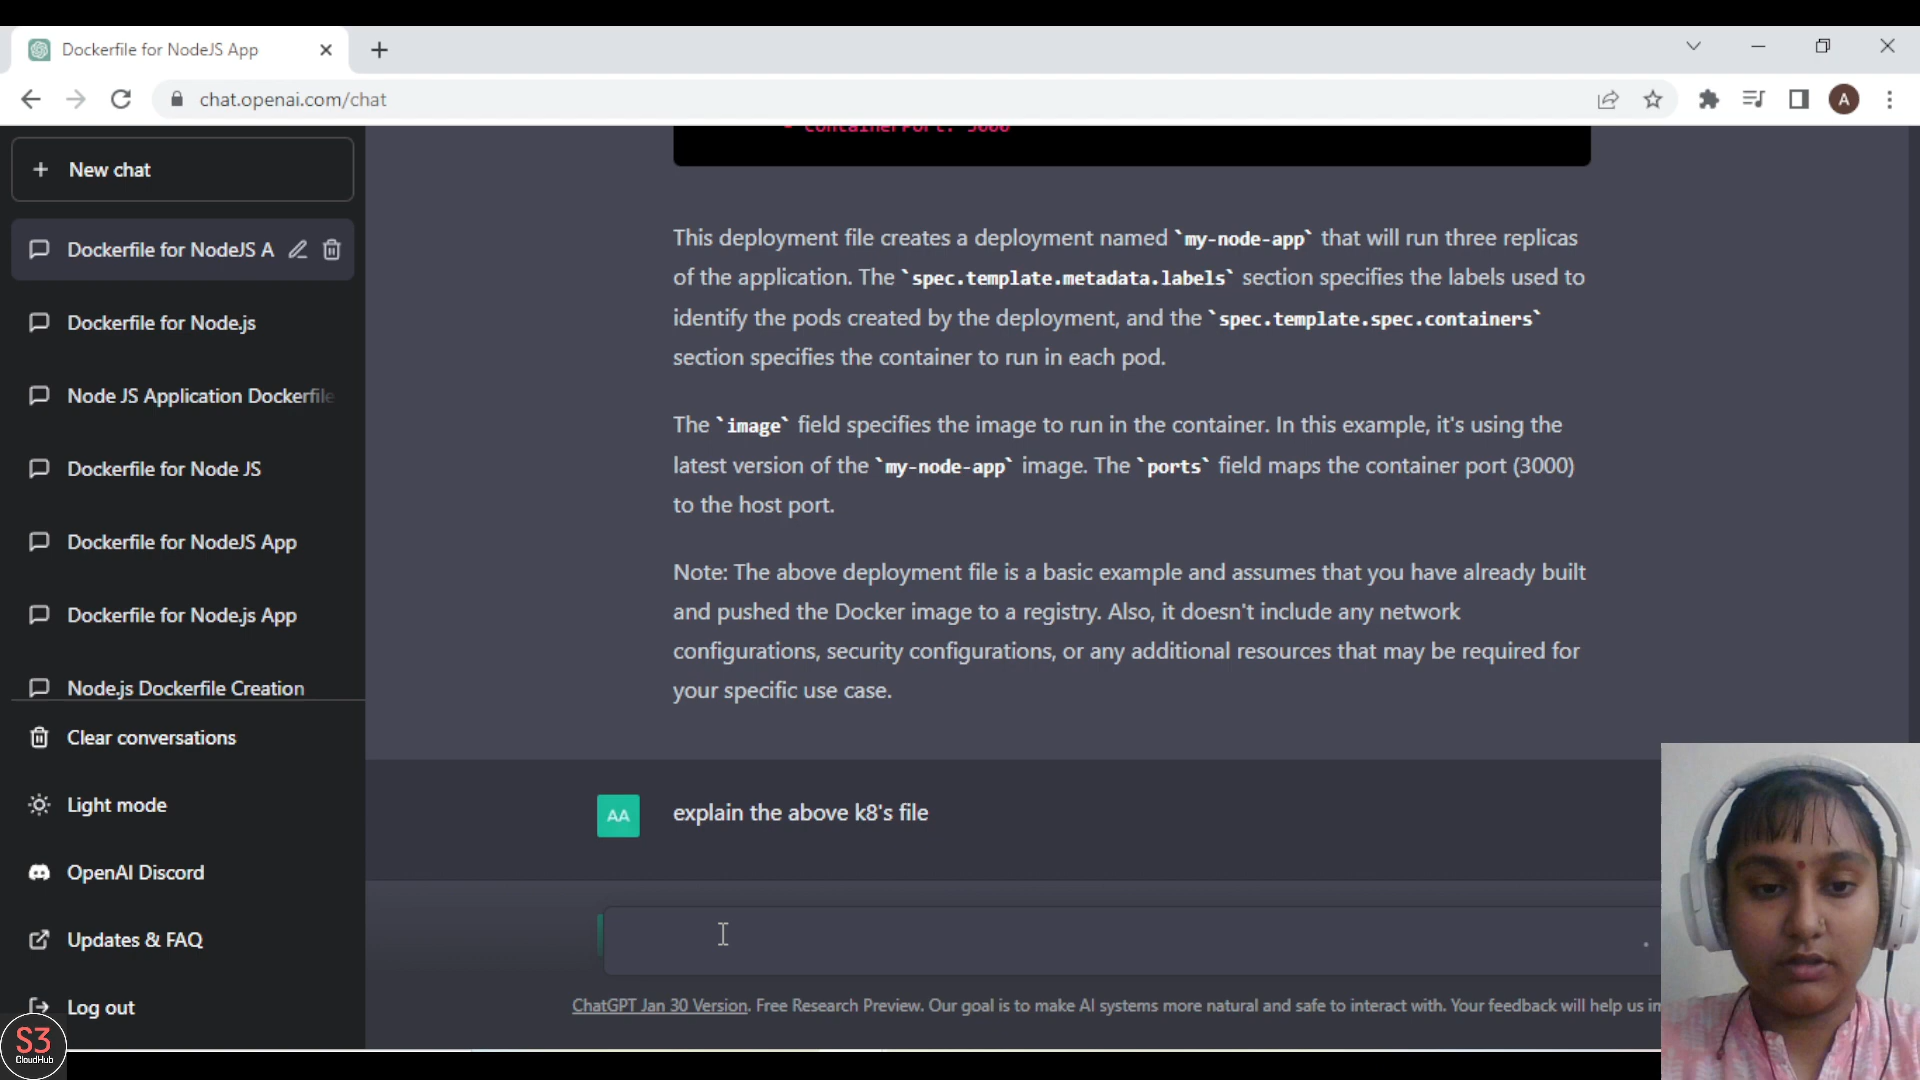 Dockerfile for NodeJS App
chat.openai.com/chat
A
New chat
Dockerfile for NodeJS A
Dockerfile for Node.js
Node JS Application Dockerfile
Dockerfile for Node JS
Dockerfile for NodeJS App
Dockerfile for Node.js App
Node.js Dockerfile Creation
Clear conversations
Light mode
OpenAI Discord
Updates & FAQ
Log out
S3
CloudHub
- containerPort: 3000
This deployment file creates a deployment named `my-node-app` that will run three replicas
of the application. The `spec.template.metadata.labels` section specifies the labels used to
identify the pods created by the deployment, and the `spec.template.spec.containers`
section specifies the container to run in each pod.
The `image` field specifies the image to run in the container. In this example, it's using the
latest version of the `my-node-app` image. The `ports` field maps the container port (3000)
to the host port.
Note: The above deployment file is a basic example and assumes that you have already built
and pushed the Docker image to a registry. Also, it doesn't include any network
configurations, security configurations, or any additional resources that may be required for
your specific use case.
AA
explain the above k8's file
ChatGPT Jan 30 Version. Free Research Preview. Our goal is to make AI systems more natural and safe to interact with. Your feedback will help us